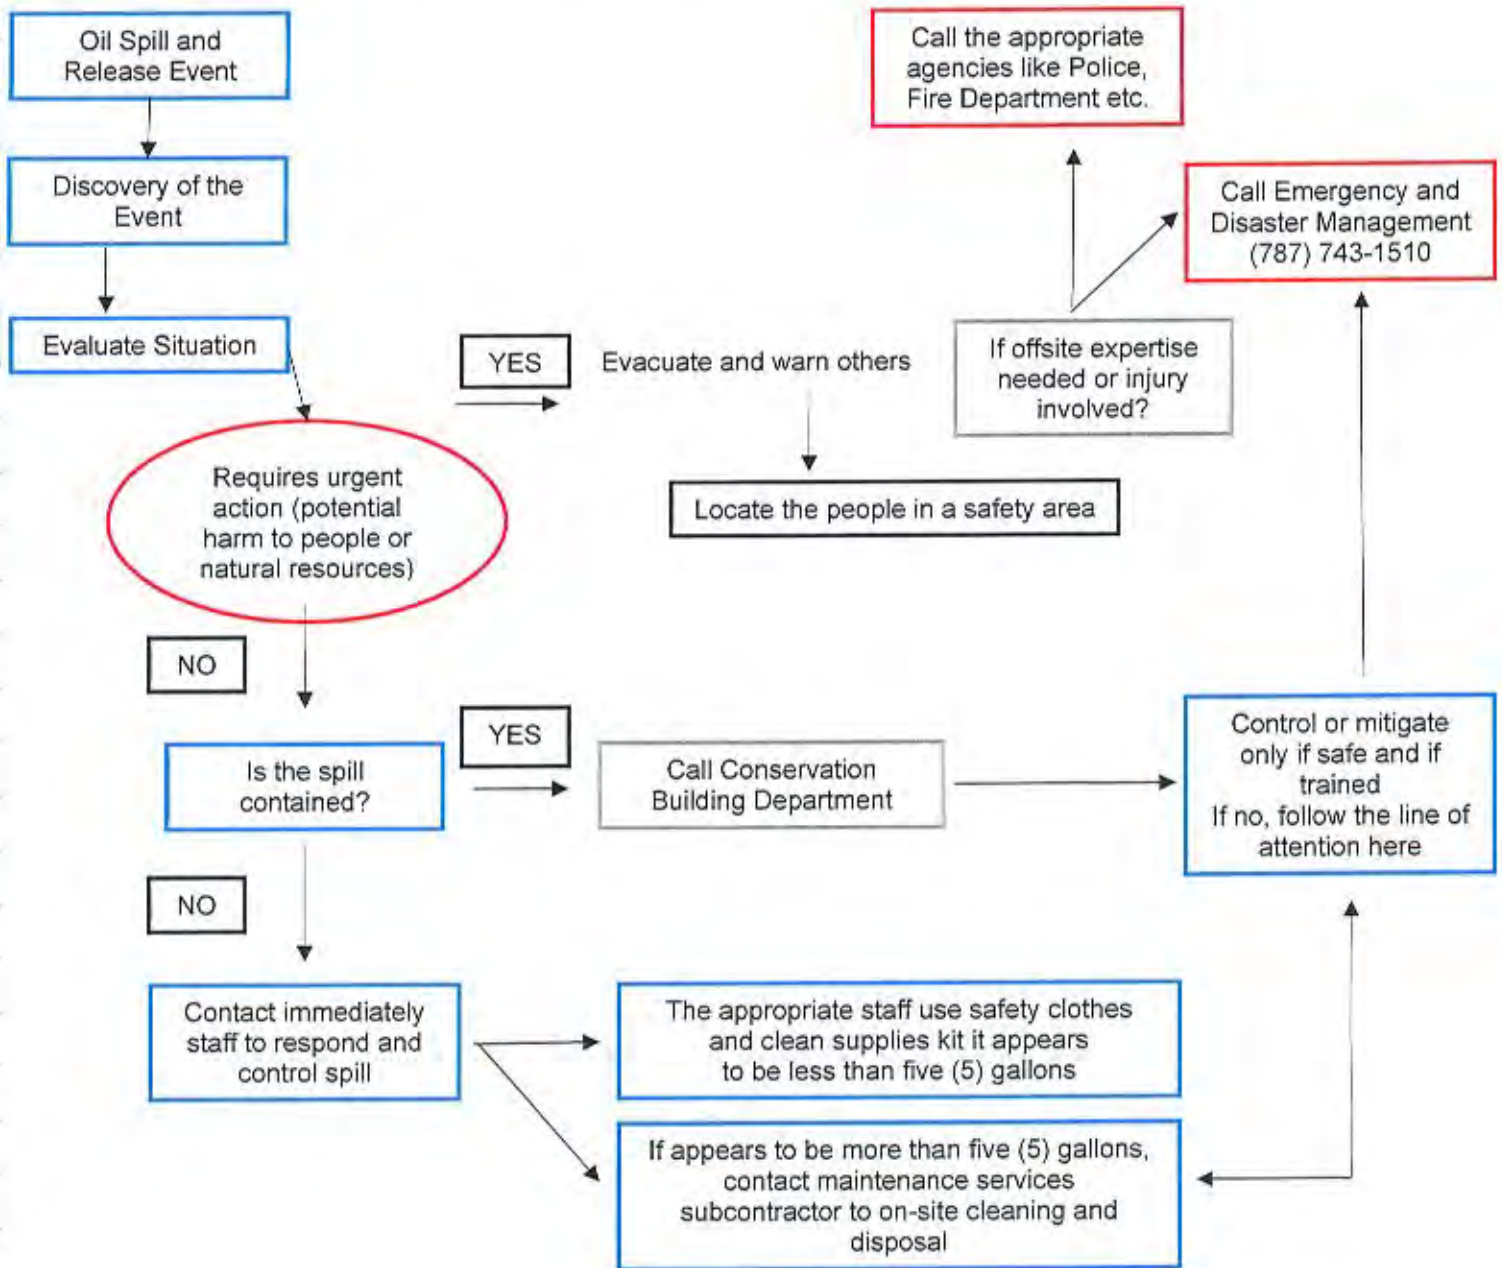 Oil Spill and
Release Event
Call the appropriate
agencies like Police,
Fire Department etc.
Discovery of the
Event
Call Emergency and
Disaster Management
(787) 743-1510
Evaluate Situation
YES
Evacuate and warn others
If offsite expertise
needed or injury
involved?
Requires urgent
action (potential
harm to people or
natural resources)
Locate the people in a safety area
NO
Is the spill
contained?
YES
Call Conservation
Building Department
Control or mitigate
only if safe and if
trained
If no, follow the line of
attention here
NO
Contact immediately
staff to respond and
control spill
The appropriate staff use safety clothes
and clean supplies kit it appears
to be less than five (5) gallons
If appears to be more than five (5) gallons,
contact maintenance services
subcontractor to on-site cleaning and
disposal